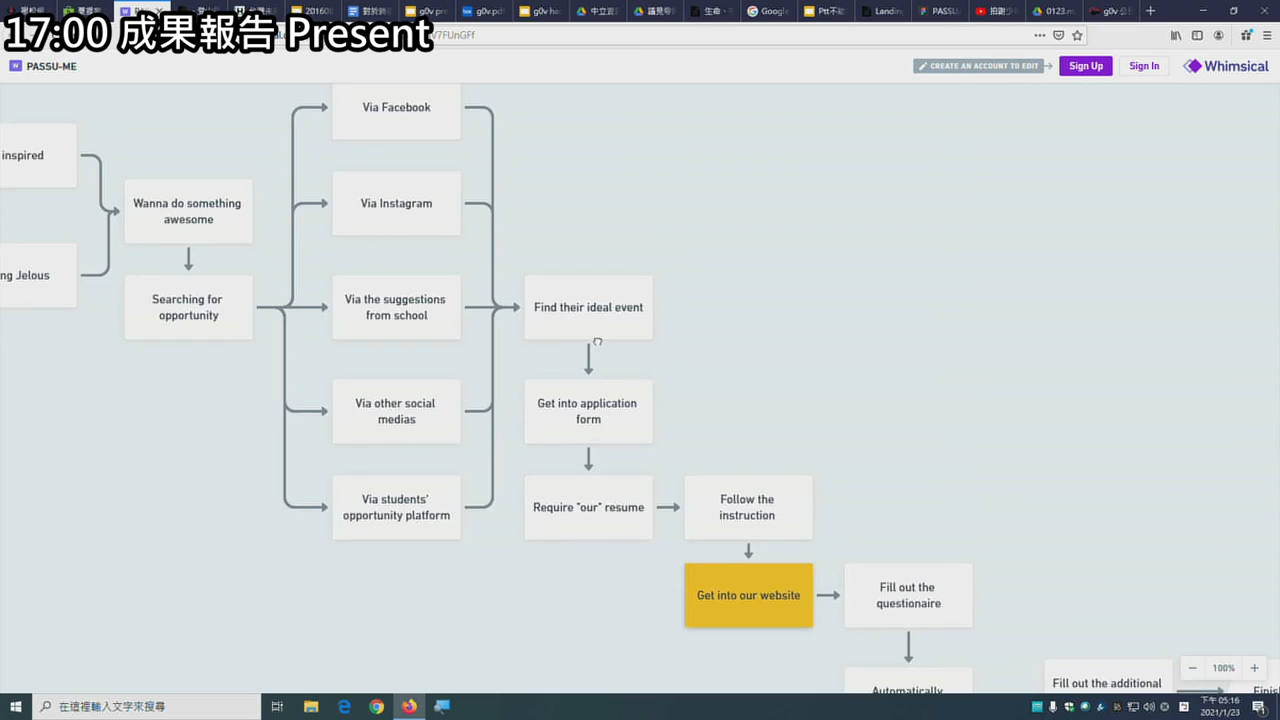 17:00 成果報告 Present
/7FUnGFf
PASSU-ME
CREATE AN ACCOUNT TO EDIT
Sign Up
Sign In
Whimsical
inspired
ng Jelous
Wanna do something
awesome
Searching for
opportunity
Via Facebook
Via Instagram
Via the suggestions
from school
Via other social
medias
Via students'
opportunity platform
Find their ideal event
Get into application
form
Require "our" resume
Follow the
instruction
Get into our website
Fill out the
questionaire
Automatically
Fill out the additional
Finis
100%
在這裡輸入文字來搜尋
下午 05:16
2021/1/23